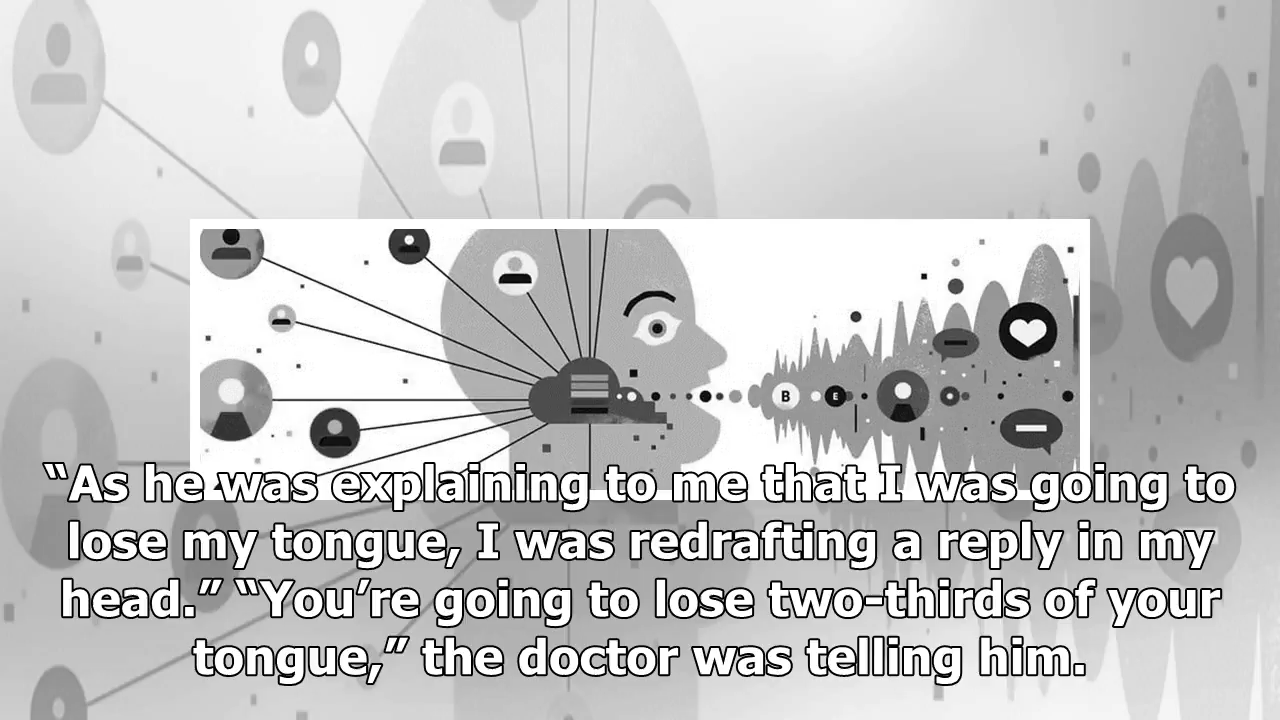 B
E
“As he was explaining to me that I was going to
lose my tongue, I was redrafting a reply in my
head.” “You’re going to lose two-thirds of your
tongue,” the doctor was telling him.